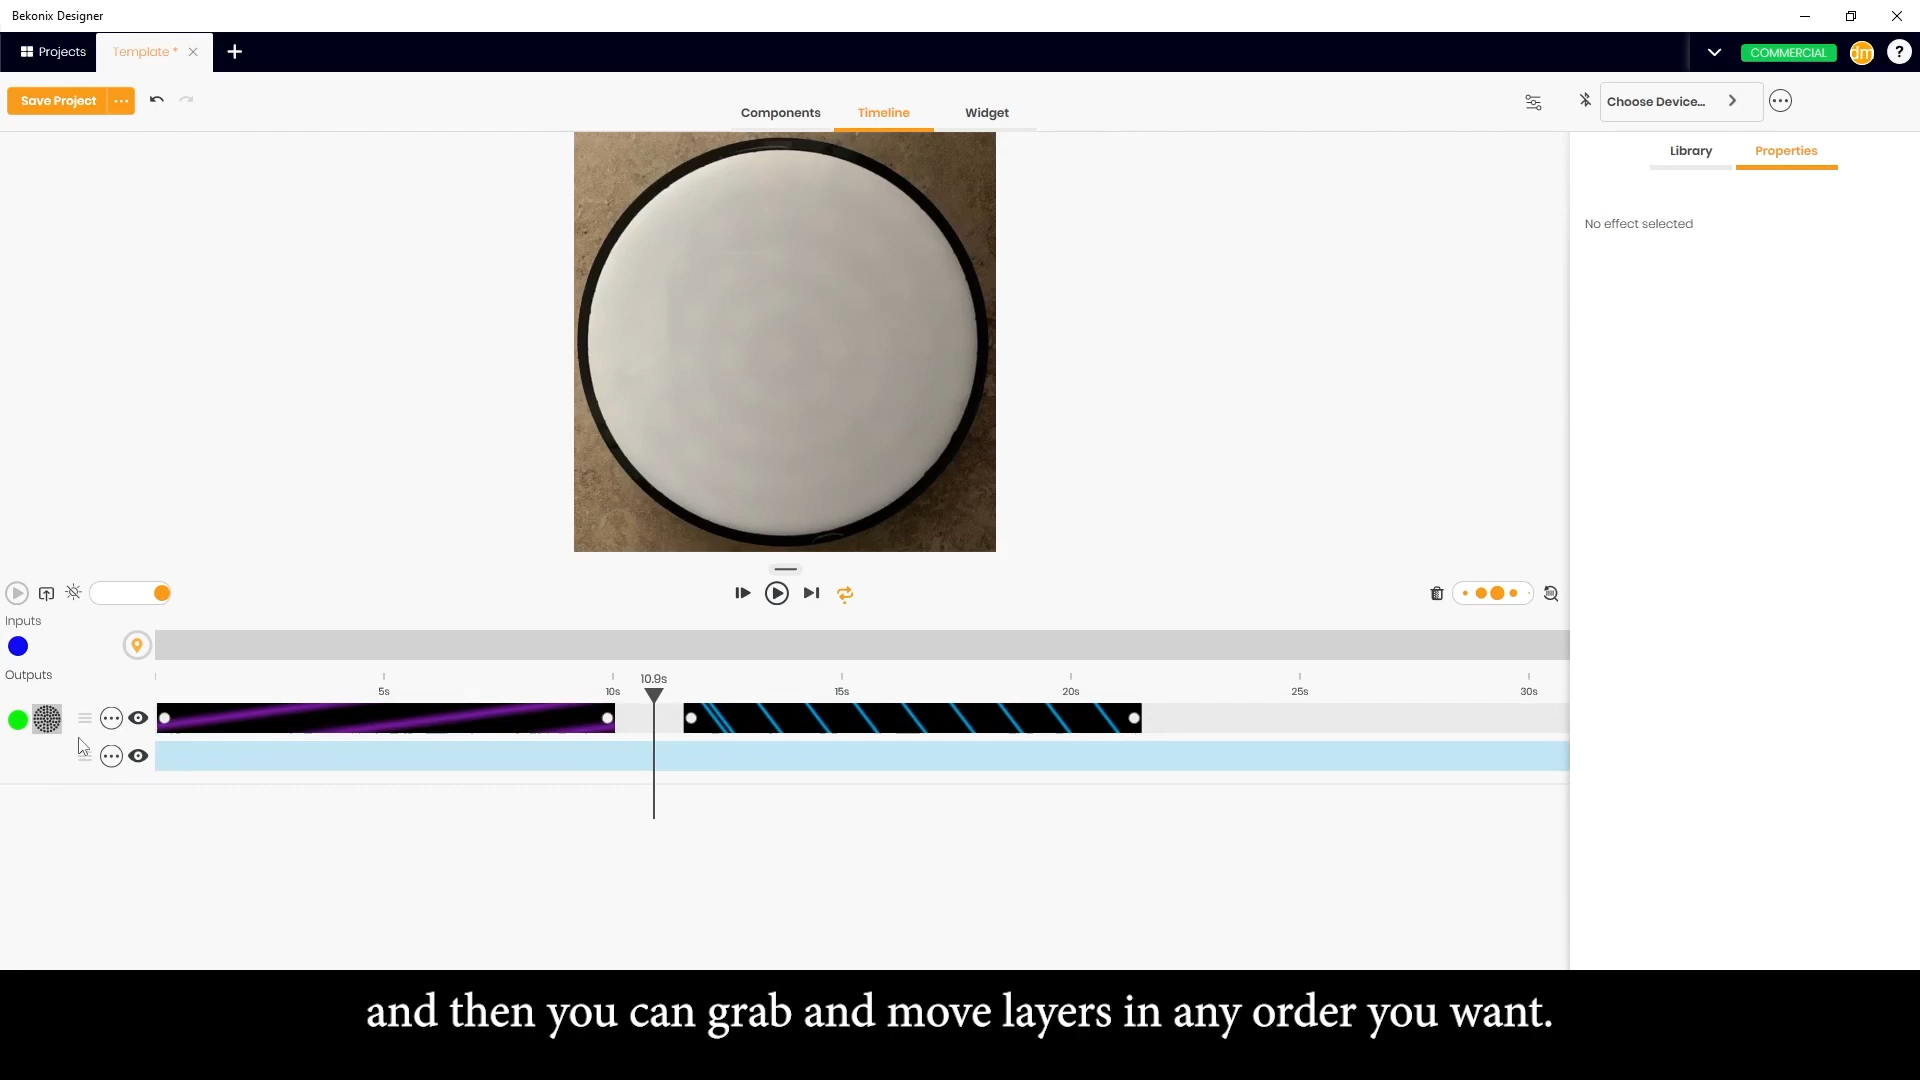 Bekonix Designer
Projects
Template *
COMMERCIAL
dm
?
Save Project
Components
Timeline
Widget
Choose Device...
Library
Properties
No effect selected
Inputs
Outputs
10.9s
5s
10s
15s
20s
25s
30s
and then you can grab and move layers in any order you want.